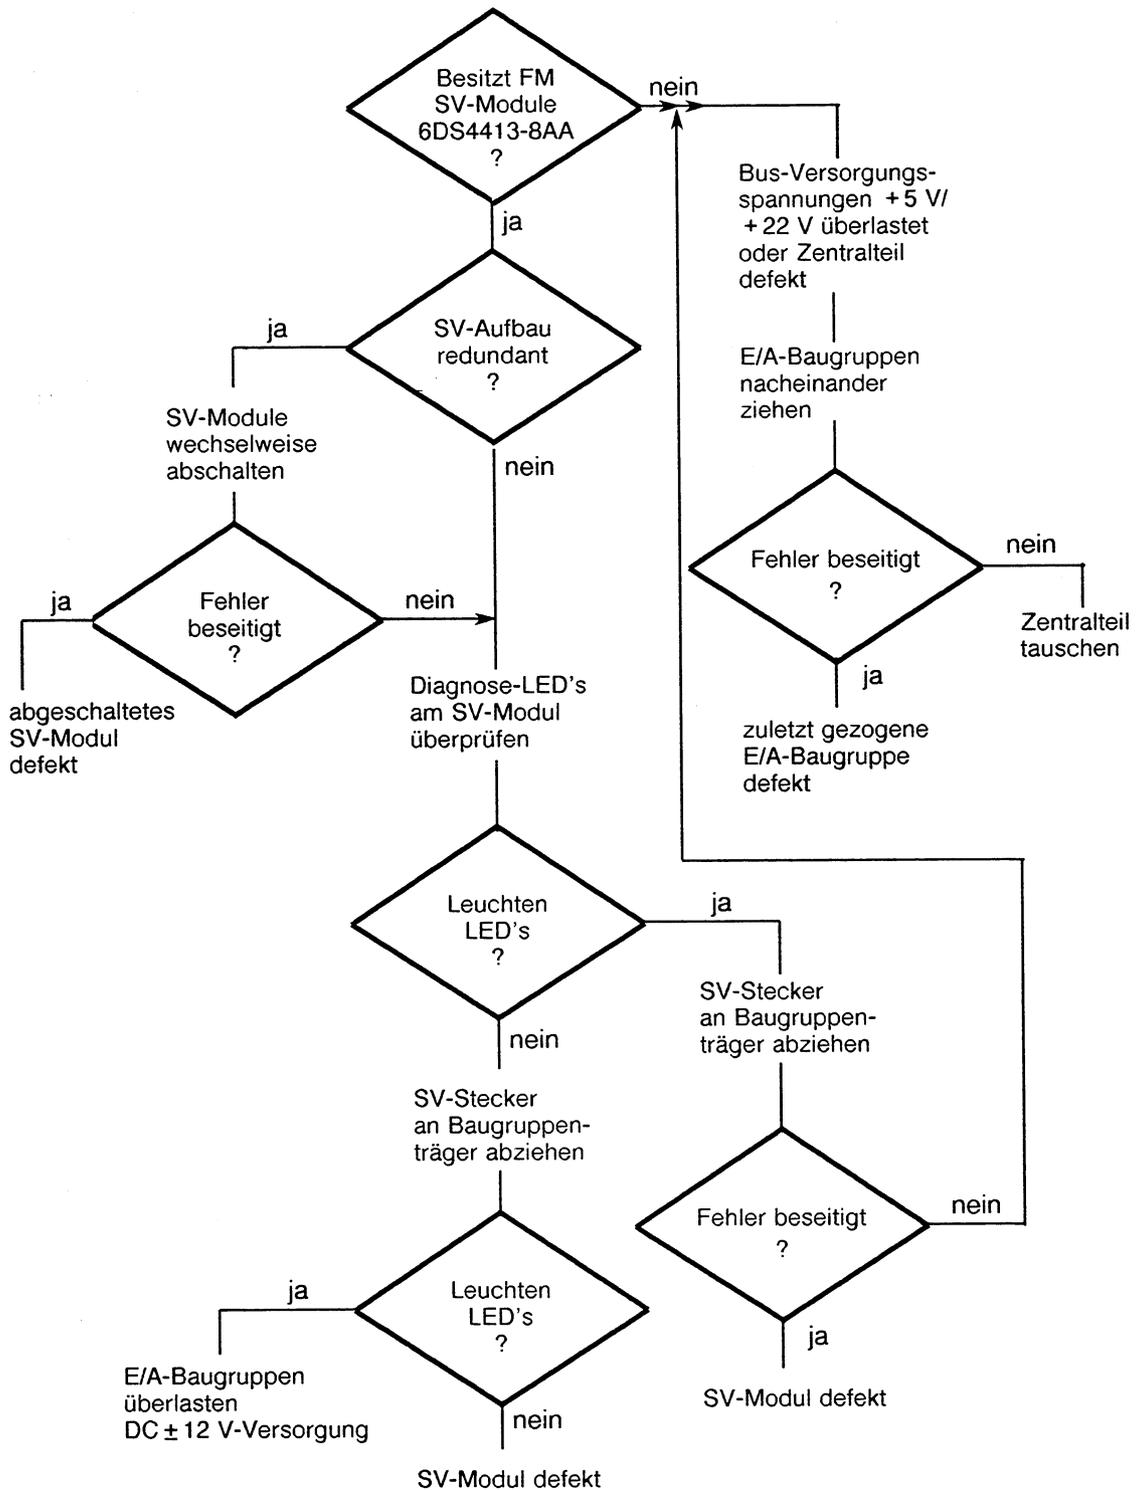 Besitzt FM
SV-Module
6DS4413-8AA
?
nein
ja
Bus-Versorgungs-
spannungen +5 V/
+22 V überlastet
oder Zentralteil
defekt
SV-Aufbau
redundant
?
ja
nein
E/A-Baugruppen
nacheinander
ziehen
SV-Module
wechselweise
abschalten
Fehler beseitigt
?
nein
Zentralteil
tauschen
ja
zuletzt gezogene
E/A-Baugruppe
defekt
Fehler
beseitigt
?
ja
nein
abgeschaltetes
SV-Modul
defekt
Diagnose-LED's
am SV-Modul
überprüfen
Leuchten
LED's
?
ja
nein
SV-Stecker
an Baugruppen-
träger abziehen
SV-Stecker
an Baugruppen-
träger abziehen
Fehler beseitigt
?
nein
ja
SV-Modul defekt
Leuchten
LED's
?
ja
nein
E/A-Baugruppen
überlasten
DC ± 12 V-Versorgung
SV-Modul defekt